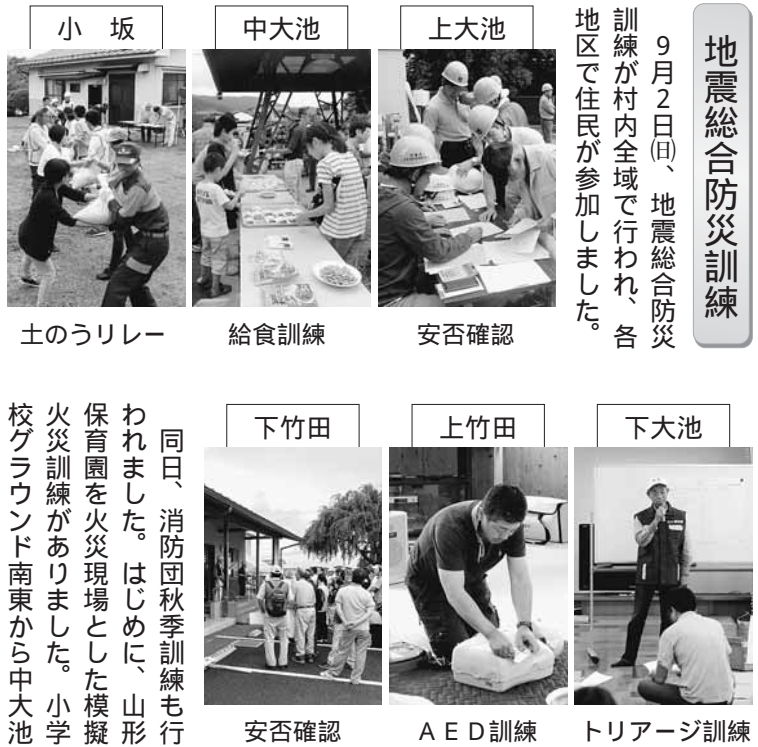 地震総合防災訓練
9月2日㈰、地震総合防災
訓練が村内全域で行われ、各
地区で住民が参加しました。
上大池
安否確認
中大池
給食訓練
小 坂
土のうリレー
下大池
トリアージ訓練
上竹田
ＡＥＤ訓練
下竹田
安否確認
同日、消防団秋季訓練も行
われました。はじめに、山形
保育園を火災現場とした模擬
火災訓練がありました。小学
校グラウンド南東から中大池